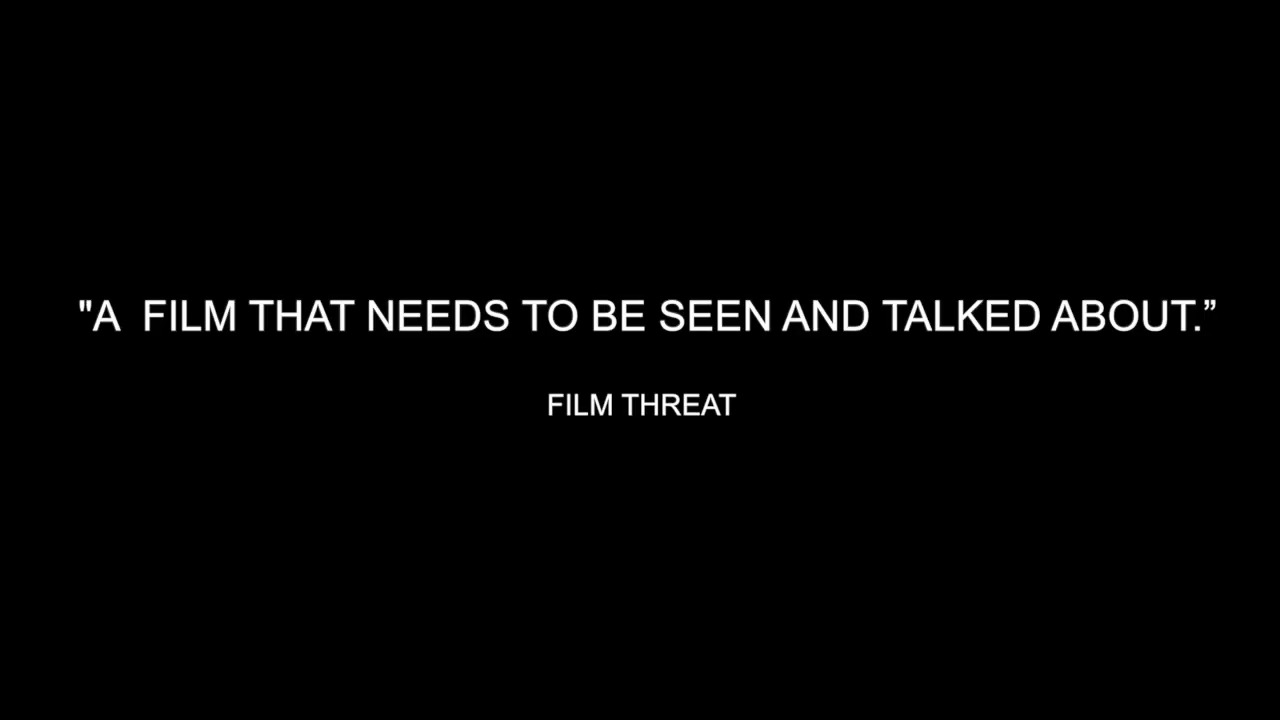 "A  FILM THAT NEEDS TO BE SEEN AND TALKED ABOUT.”
FILM THREAT